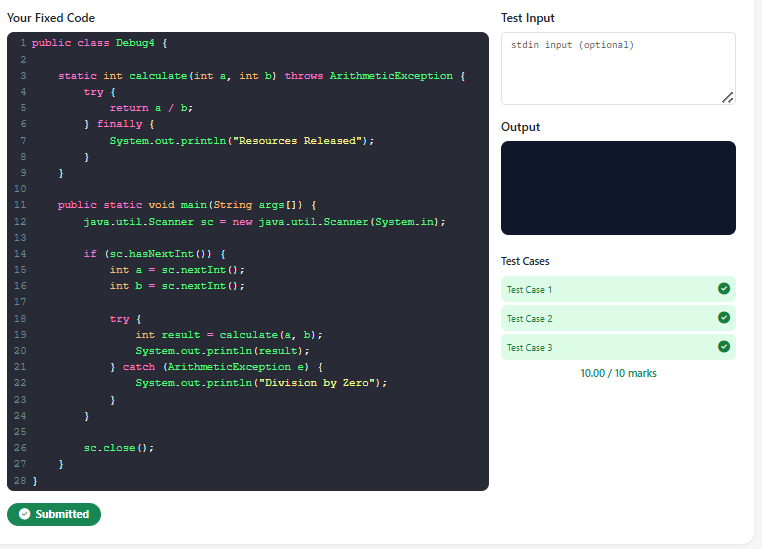 Your Fixed Code
1 public class Debug4 {
2
3     static int calculate(int a, int b) throws ArithmeticException {
4         try {
5             return a / b;
6         } finally {
7             System.out.println("Resources Released");
8         }
9     }
10
11     public static void main(String args[]) {
12         java.util.Scanner sc = new java.util.Scanner(System.in);
13
14         if (sc.hasNextInt()) {
15             int a = sc.nextInt();
16             int b = sc.nextInt();
17
18             try {
19                 int result = calculate(a, b);
20                 System.out.println(result);
21             } catch (ArithmeticException e) {
22                 System.out.println("Division by Zero");
23             }
24         }
25
26         sc.close();
27     }
28 }
Submitted
Test Input
stdin input (optional)
Output
Test Cases
Test Case 1
Test Case 2
Test Case 3
10.00 / 10 marks